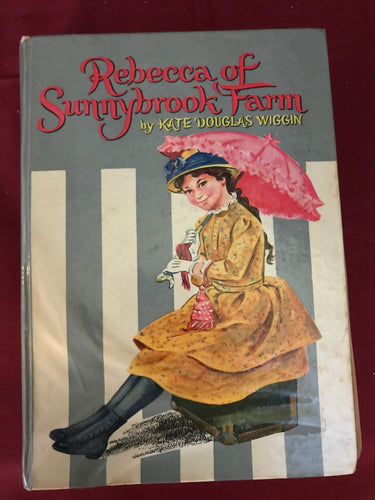 Rebecca of
Sunnybrook Farm
by KATE DOUGLAS WIGGIN